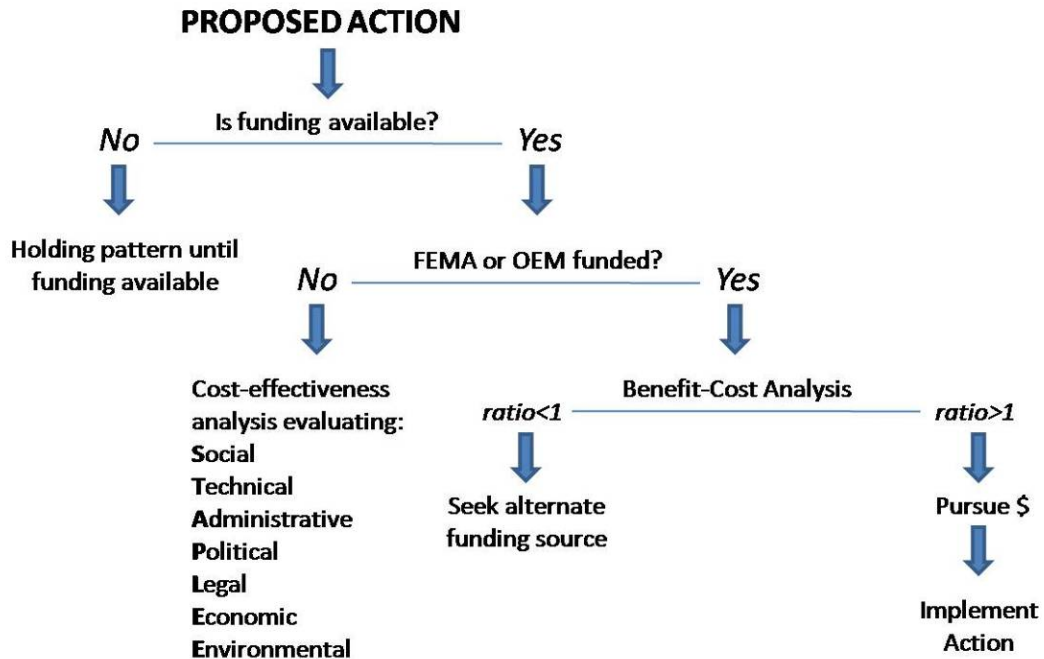 PROPOSED ACTION
Is funding available?
No
Yes
Holding pattern until
funding available
FEMA or OEM funded?
No
Yes
Cost-effectiveness
analysis evaluating:
Social
Technical
Administrative
Political
Legal
Economic
Environmental
Benefit-Cost Analysis
ratio<1
ratio>1
Seek alternate
funding source
Pursue $
Implement
Action